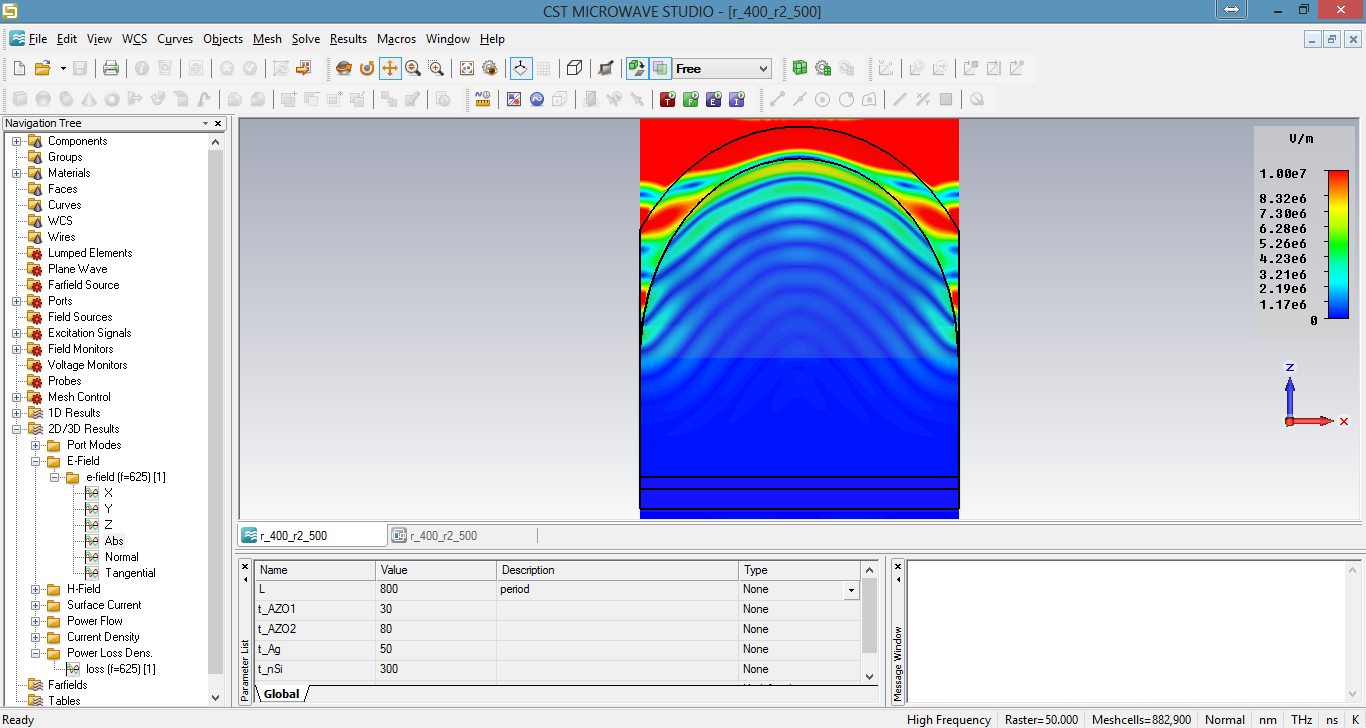 CST MICROWAVE STUDIO - [r_400_r2_500]
File Edit View WCS Curves Objects Mesh Solve Results Macros Window Help
Free
T F E I
Navigation Tree
Components
Groups
Materials
Faces
Curves
WCS
Wires
Lumped Elements
Plane Wave
Farfield Source
Ports
Field Sources
Excitation Signals
Field Monitors
Voltage Monitors
Probes
Mesh Control
1D Results
2D/3D Results
Port Modes
E-Field
e-field (f=625) [1]
X
Y
Z
Abs
Normal
Tangential
H-Field
Surface Current
Power Flow
Current Density
Power Loss Dens.
loss (f=625) [1]
Farfields
Tables
V/m
1.00e7
8.32e6
7.30e6
6.28e6
5.26e6
4.23e6
3.21e6
2.19e6
1.17e6
0
z
x
r_400_r2_500
r_400_r2_500
Parameter List
Name Value Description Type
L 800 period None
t_AZO1 30 None
t_AZO2 80 None
t_Ag 50 None
t_nSi 300 None
Global
Message Window
Ready
High Frequency Raster=50.000 Meshcells=882,900 Normal nm THz ns K